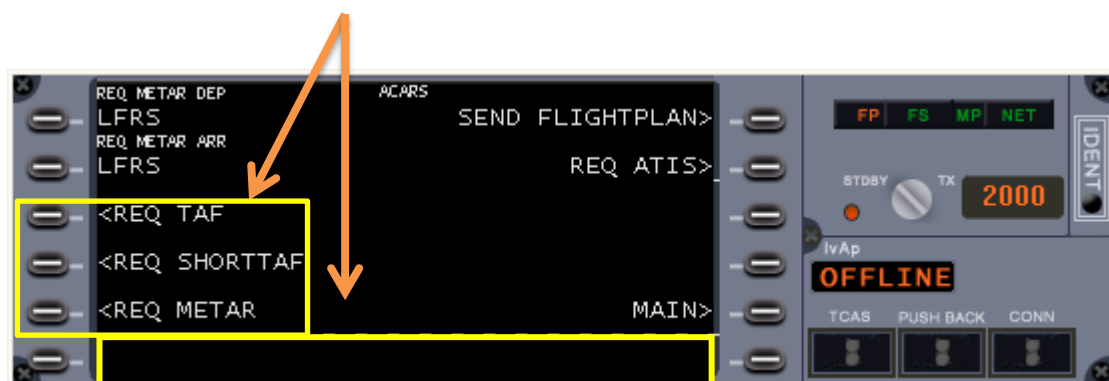 REQ METAR DEP
ACARS
LFRS
SEND FLIGHTPLAN>
REQ METAR ARR
LFRS
REQ ATIS>
<REQ TAF
<REQ SHORTTAF
<REQ METAR
MAIN>
FP FS MP NET
IDENT
STDBY
TX
2000
IvAp
OFFLINE
TCAS
PUSH BACK
CONN